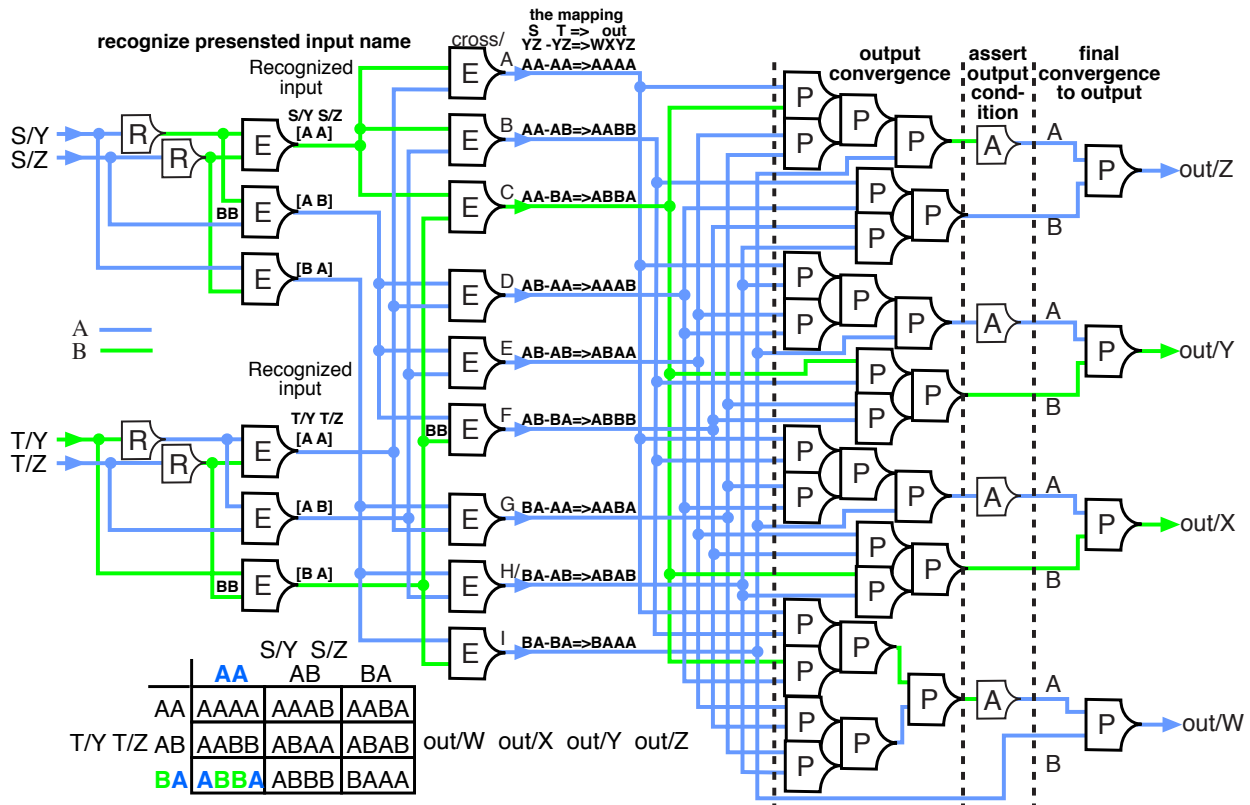 recognize presensted input name
Recognized
input
cross/
the mapping
S T => out
YZ -YZ=>WXYZ
output
convergence
assert
output
cond-
ition
final
convergence
to output
S/Y
S/Z
R
R
S/Y S/Z
[A A]
E
BB
[A B]
E
[B A]
E
A
B
Recognized
input
T/Y
T/Z
R
R
T/Y T/Z
[A A]
E
[A B]
E
BB
[B A]
E
E
A
AA-AA=>AAAA
E
B
AA-AB=>AABB
E
C
AA-BA=>ABBA
E
D
AB-AA=>AAAB
E
E
AB-AB=>ABAA
BB
E
F
AB-BA=>ABBB
E
G
BA-AA=>AABA
E
H/
BA-AB=>ABAB
E
I
BA-BA=>BAAA
P
P
P
P
A
A
P
out/Z
P
P
P
B
P
P
P
P
A
A
P
out/Y
P
P
P
B
P
P
P
P
A
A
P
out/X
P
P
P
B
P
P
P
P
A
A
P
out/W
P
P
P
B
S/Y S/Z
AA AB BA
AA AAAA AAAB AABA
T/Y T/Z AB AABB ABAA ABAB out/W out/X out/Y out/Z
BA ABBA ABBB BAAA